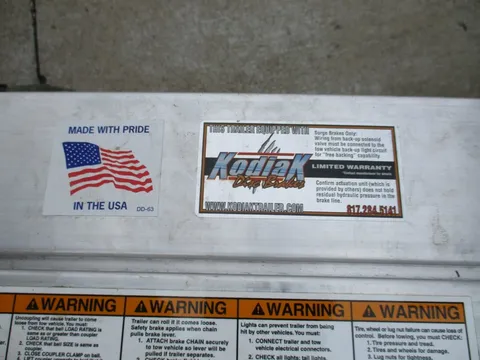 MADE WITH PRIDE
IN THE USA
DD-63
THIS TRAILER EQUIPPED WITH
Kodiak
Disc Brakes
WWW.KODIAKTRAILER.COM
Surge Brakes Only:
Wiring from back-up solenoid
valve must be connected to the
tow vehicle back-up light circuit
for "free backing" capability
LIMITED WARRANTY
Confirm actuation unit (which is
provided by others) does not hold
residual hydraulic pressure in the
brake line.
817.284.5141
WARNING
Uncoupling will cause trailer to come
loose from tow vehicle. You must:
1. CHECK that ball LOAD RATING is
same as or greater than coupler
LOAD RATING.
2. CHECK that ball SIZE is same as
coupler.
3. CLOSE COUPLER CLAMP on ball.
WARNING
Trailer can roll if it comes loose.
Safety brake applies when chain
pulls brake lever.
1. ATTACH brake CHAIN securely
to tow vehicle so lever will be
pulled if trailer separates.
2. CHECK
WARNING
Lights can prevent trailer from being
hit by other vehicles. You must:
1. CONNECT trailer and tow
vehicle electrical connectors.
2. CHECK all lights: tail lights,
WARNING
Tire, wheel or lug nut failure can cause loss of
control. Before towing, you must CHECK:
1. Tire pressure and tread.
2. Tires and wheels for damage.
3. Lug nuts for tightness.